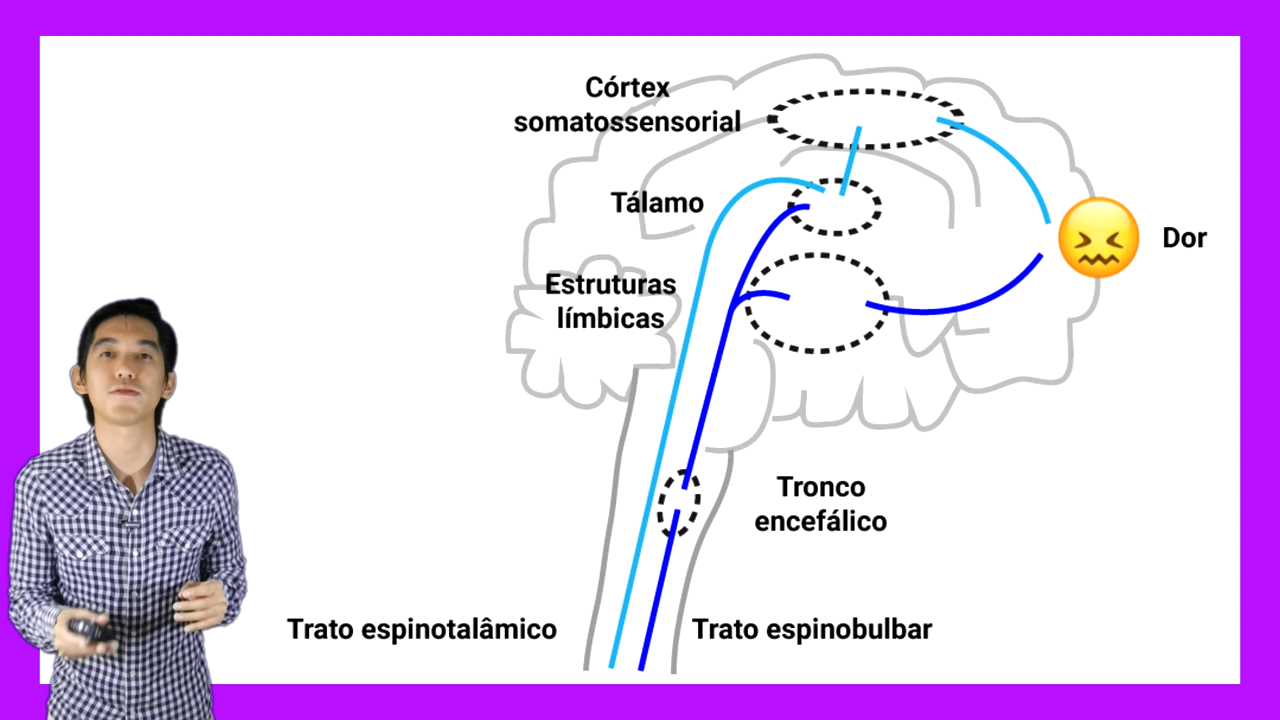 Córtex
somatossensorial
Tálamo
Estruturas
límbicas
Dor
Tronco
encefálico
Trato espinotalâmico
Trato espinobulbar